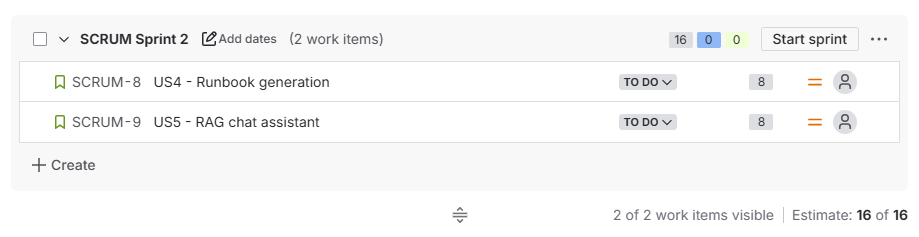 SCRUM Sprint 2 Add dates (2 work items) 16 0 0 Start sprint
SCRUM-8 US4 - Runbook generation TO DO 8
SCRUM-9 US5 - RAG chat assistant TO DO 8
Create
2 of 2 work items visible Estimate: 16 of 16